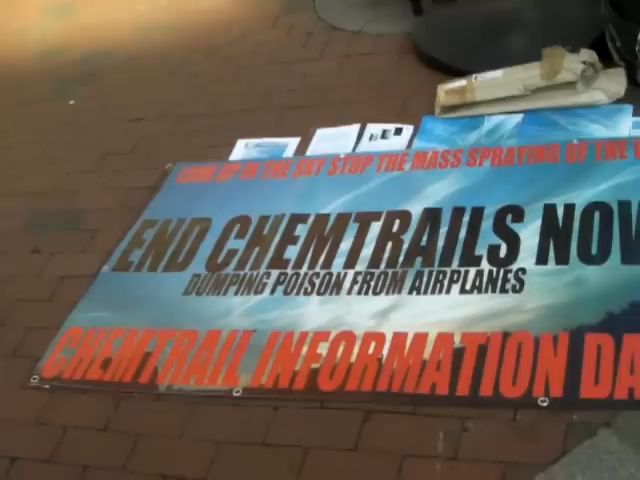 LOOK UP IN THE SKY STOP THE MASS SPRAYING OF THE
END CHEMTRAILS NOW
DUMPING POISON FROM AIRPLANES
CHEMTRAIL INFORMATION DA